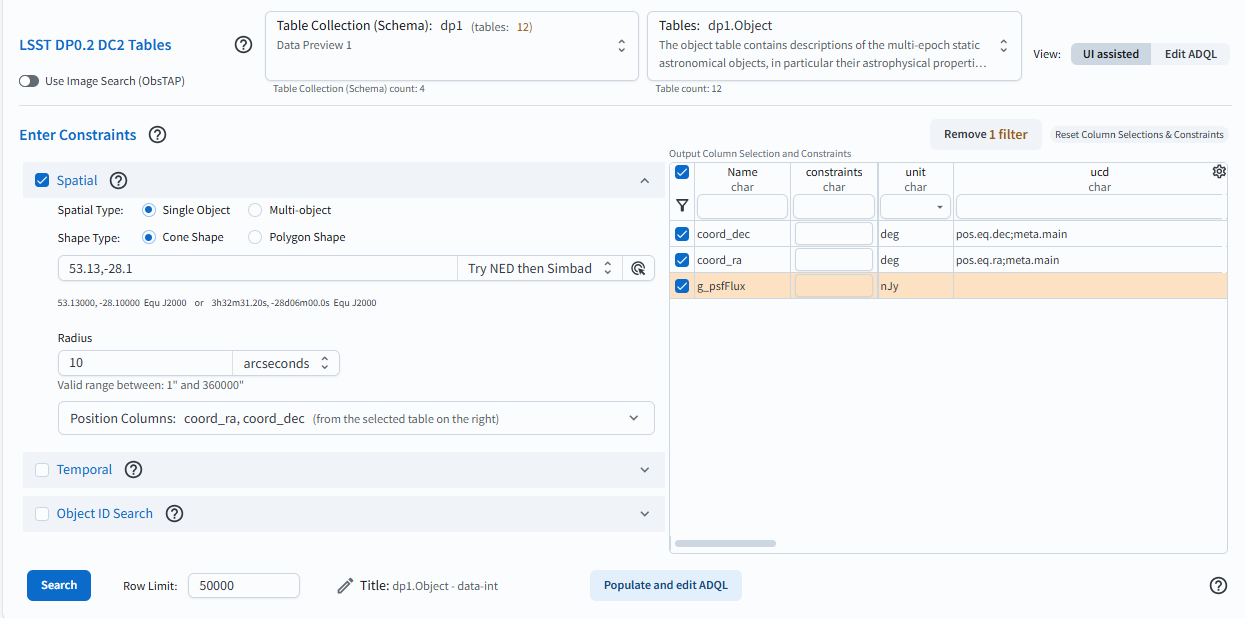 LSST DP0.2 DC2 Tables
Use Image Search (ObsTAP)
Table Collection (Schema): dp1 (tables: 12)
Data Preview 1
Table Collection (Schema) count: 4
Tables: dp1.Object
The object table contains descriptions of the multi-epoch static
astronomical objects, in particular their astrophysical properti...
Table count: 12
View: UI assisted Edit ADQL
Enter Constraints
Remove 1 filter Reset Column Selections & Constraints
Spatial
Spatial Type: Single Object Multi-object
Shape Type: Cone Shape Polygon Shape
53.13,-28.1 Try NED then Simbad
53.13000, -28.10000 Equ J2000 or 3h32m31.20s, -28d06m00.0s Equ J2000
Radius
10 arcseconds
Valid range between: 1" and 360000"
Position Columns: coord_ra, coord_dec (from the selected table on the right)
Temporal
Object ID Search
Output Column Selection and Constraints
Name constraints unit ucd
char char char char
coord_dec deg pos.eq.dec;meta.main
coord_ra deg pos.eq.ra;meta.main
g_psfFlux nJy
Search Row Limit: 50000 Title: dp1.Object - data-int Populate and edit ADQL